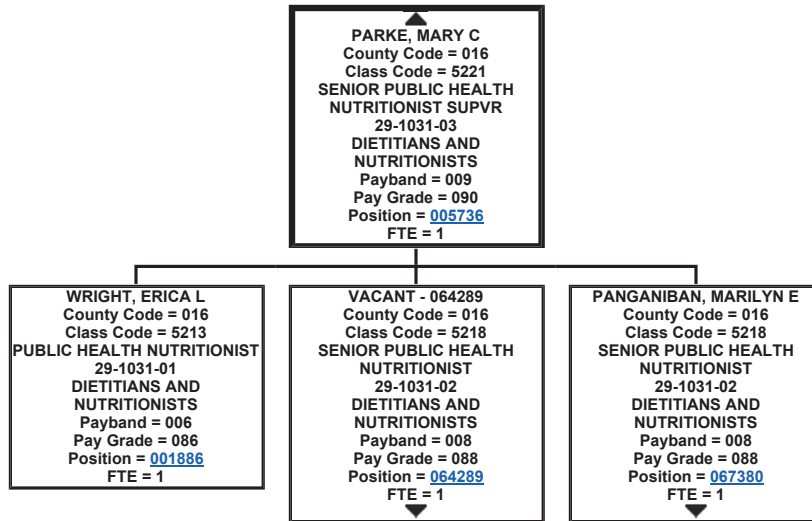 PARKE, MARY C
County Code = 016
Class Code = 5221
SENIOR PUBLIC HEALTH
NUTRITIONIST SUPVR
29-1031-03
DIETITIANS AND
NUTRITIONISTS
Payband = 009
Pay Grade = 090
Position = 005736
FTE = 1
WRIGHT, ERICA L
County Code = 016
Class Code = 5213
PUBLIC HEALTH NUTRITIONIST
29-1031-01
DIETITIANS AND
NUTRITIONISTS
Payband = 006
Pay Grade = 086
Position = 001886
FTE = 1
VACANT - 064289
County Code = 016
Class Code = 5218
SENIOR PUBLIC HEALTH
NUTRITIONIST
29-1031-02
DIETITIANS AND
NUTRITIONISTS
Payband = 008
Pay Grade = 088
Position = 064289
FTE = 1
PANGANIBAN, MARILYN E
County Code = 016
Class Code = 5218
SENIOR PUBLIC HEALTH
NUTRITIONIST
29-1031-02
DIETITIANS AND
NUTRITIONISTS
Payband = 008
Pay Grade = 088
Position = 067380
FTE = 1